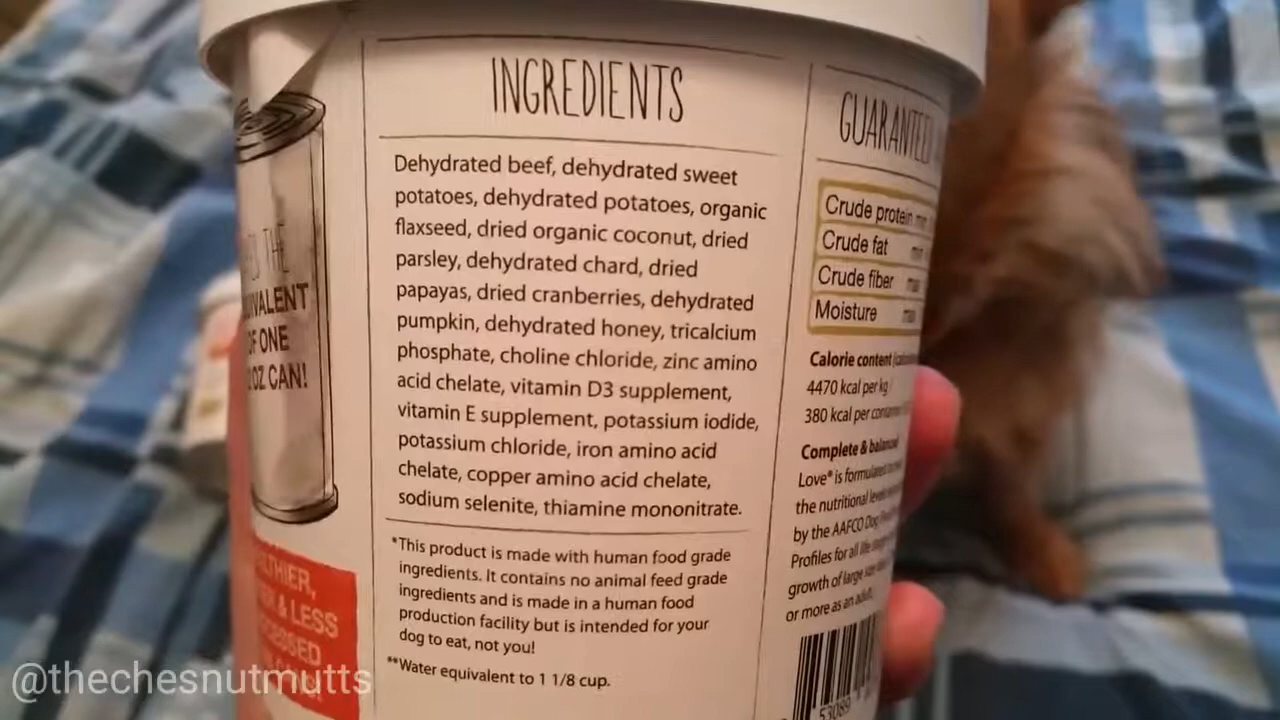 THE
OF ONE
OZ CAN!
& LESS
INGREDIENTS
Dehydrated beef, dehydrated sweet
potatoes, dehydrated potatoes, organic
flaxseed, dried organic coconut, dried
parsley, dehydrated chard, dried
papayas, dried cranberries, dehydrated
pumpkin, dehydrated honey, tricalcium
phosphate, choline chloride, zinc amino
acid chelate, vitamin D3 supplement,
vitamin E supplement, potassium iodide,
potassium chloride, iron amino acid
chelate, copper amino acid chelate,
sodium selenite, thiamine mononitrate.
*This product is made with human food grade
ingredients. It contains no animal feed grade
ingredients and is made in a human food
production facility but is intended for your
dog to eat, not you!
**Water equivalent to 1 1/8 cup.
GUARANTEED
Crude protein min
Crude fat min
Crude fiber max
Moisture max
Calorie content
4470 kcal per kg
380 kcal per
Complete & balanced
Love® is formulated
the nutritional levels
by the AAFCO Dog
Profiles for all life
growth of large size
or more as an adult
53089
@thechesnutmutts